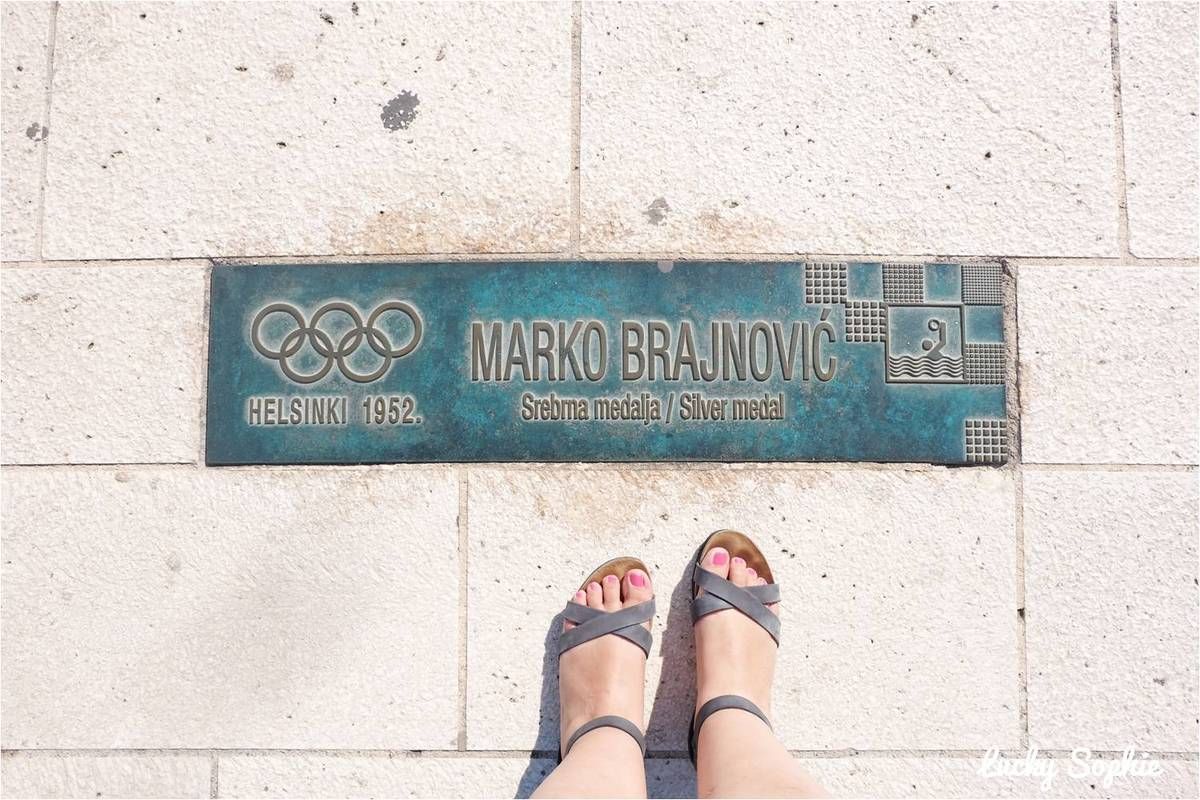 MARKO BRAJNOVIĆ
HELSINKI 1952.
Srebrna medalja / Silver medal
Lucky Sophie